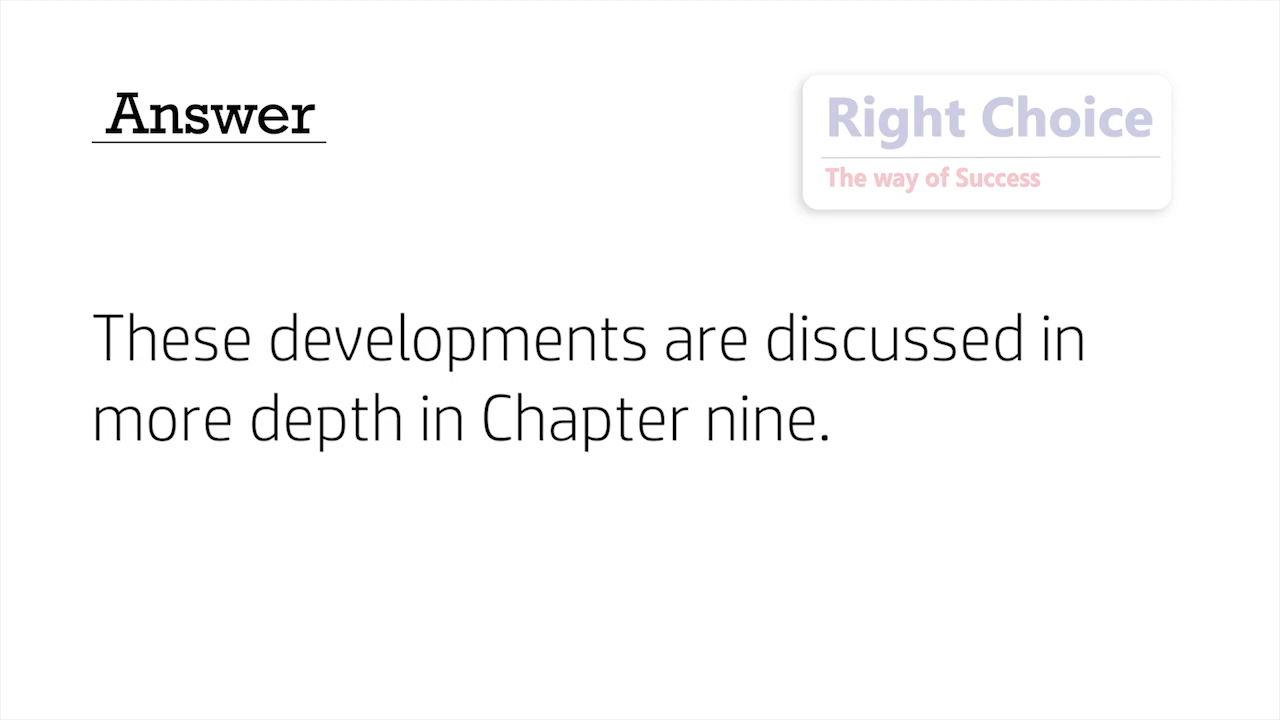 Answer
Right Choice
The way of Success
These developments are discussed in
more depth in Chapter nine.